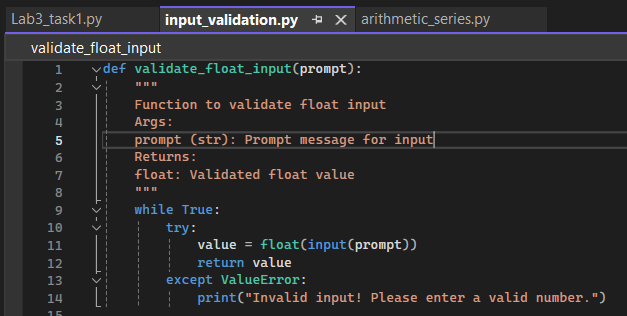 Lab3_task1.py input_validation.py arithmetic_series.py
validate_float_input
1 def validate_float_input(prompt):
2 """
3 Function to validate float input
4 Args:
5 prompt (str): Prompt message for input
6 Returns:
7 float: Validated float value
8 """
9 while True:
10 try:
11 value = float(input(prompt))
12 return value
13 except ValueError:
14 print("Invalid input! Please enter a valid number.")
15